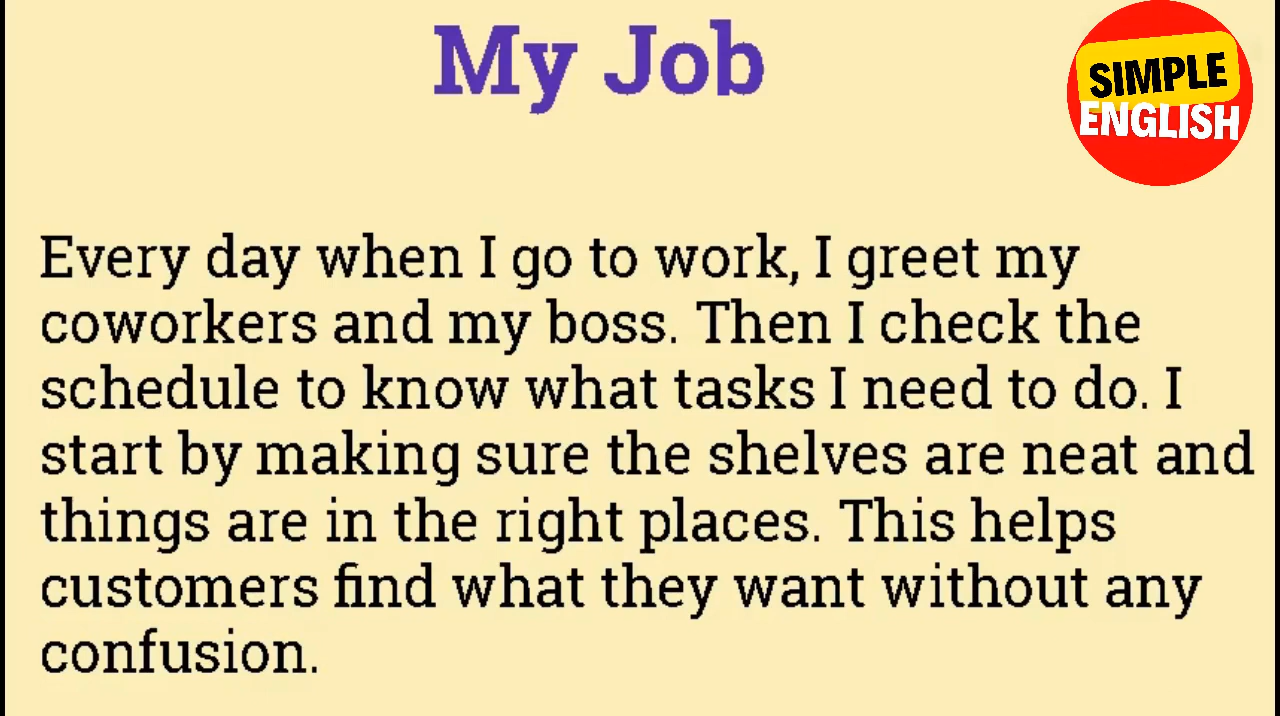 My Job
SIMPLE
ENGLISH
Every day when I go to work, I greet my
coworkers and my boss. Then I check the
schedule to know what tasks I need to do. I
start by making sure the shelves are neat and
things are in the right places. This helps
customers find what they want without any
confusion.